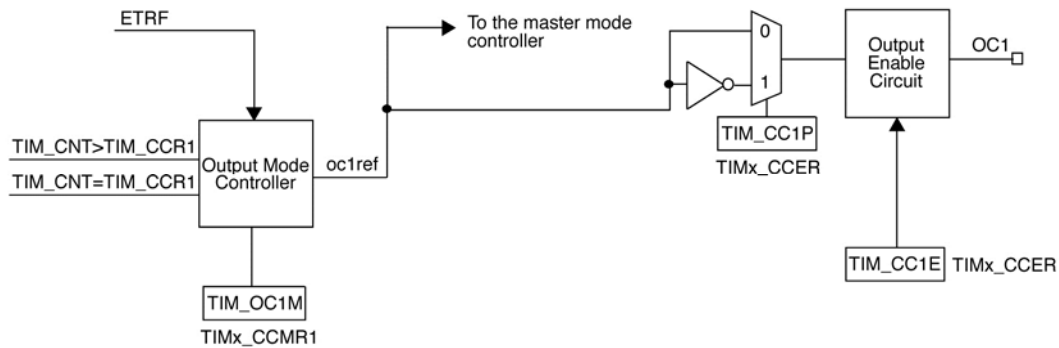 ETRF
To the master mode
controller
0
1
Output
Enable
Circuit
OC1
TIM_CNT>TIM_CCR1
TIM_CNT=TIM_CCR1
Output Mode
Controller
oc1ref
TIM_CC1P
TIMx_CCER
TIM_CC1E
TIMx_CCER
TIM_OC1M
TIMx_CCMR1